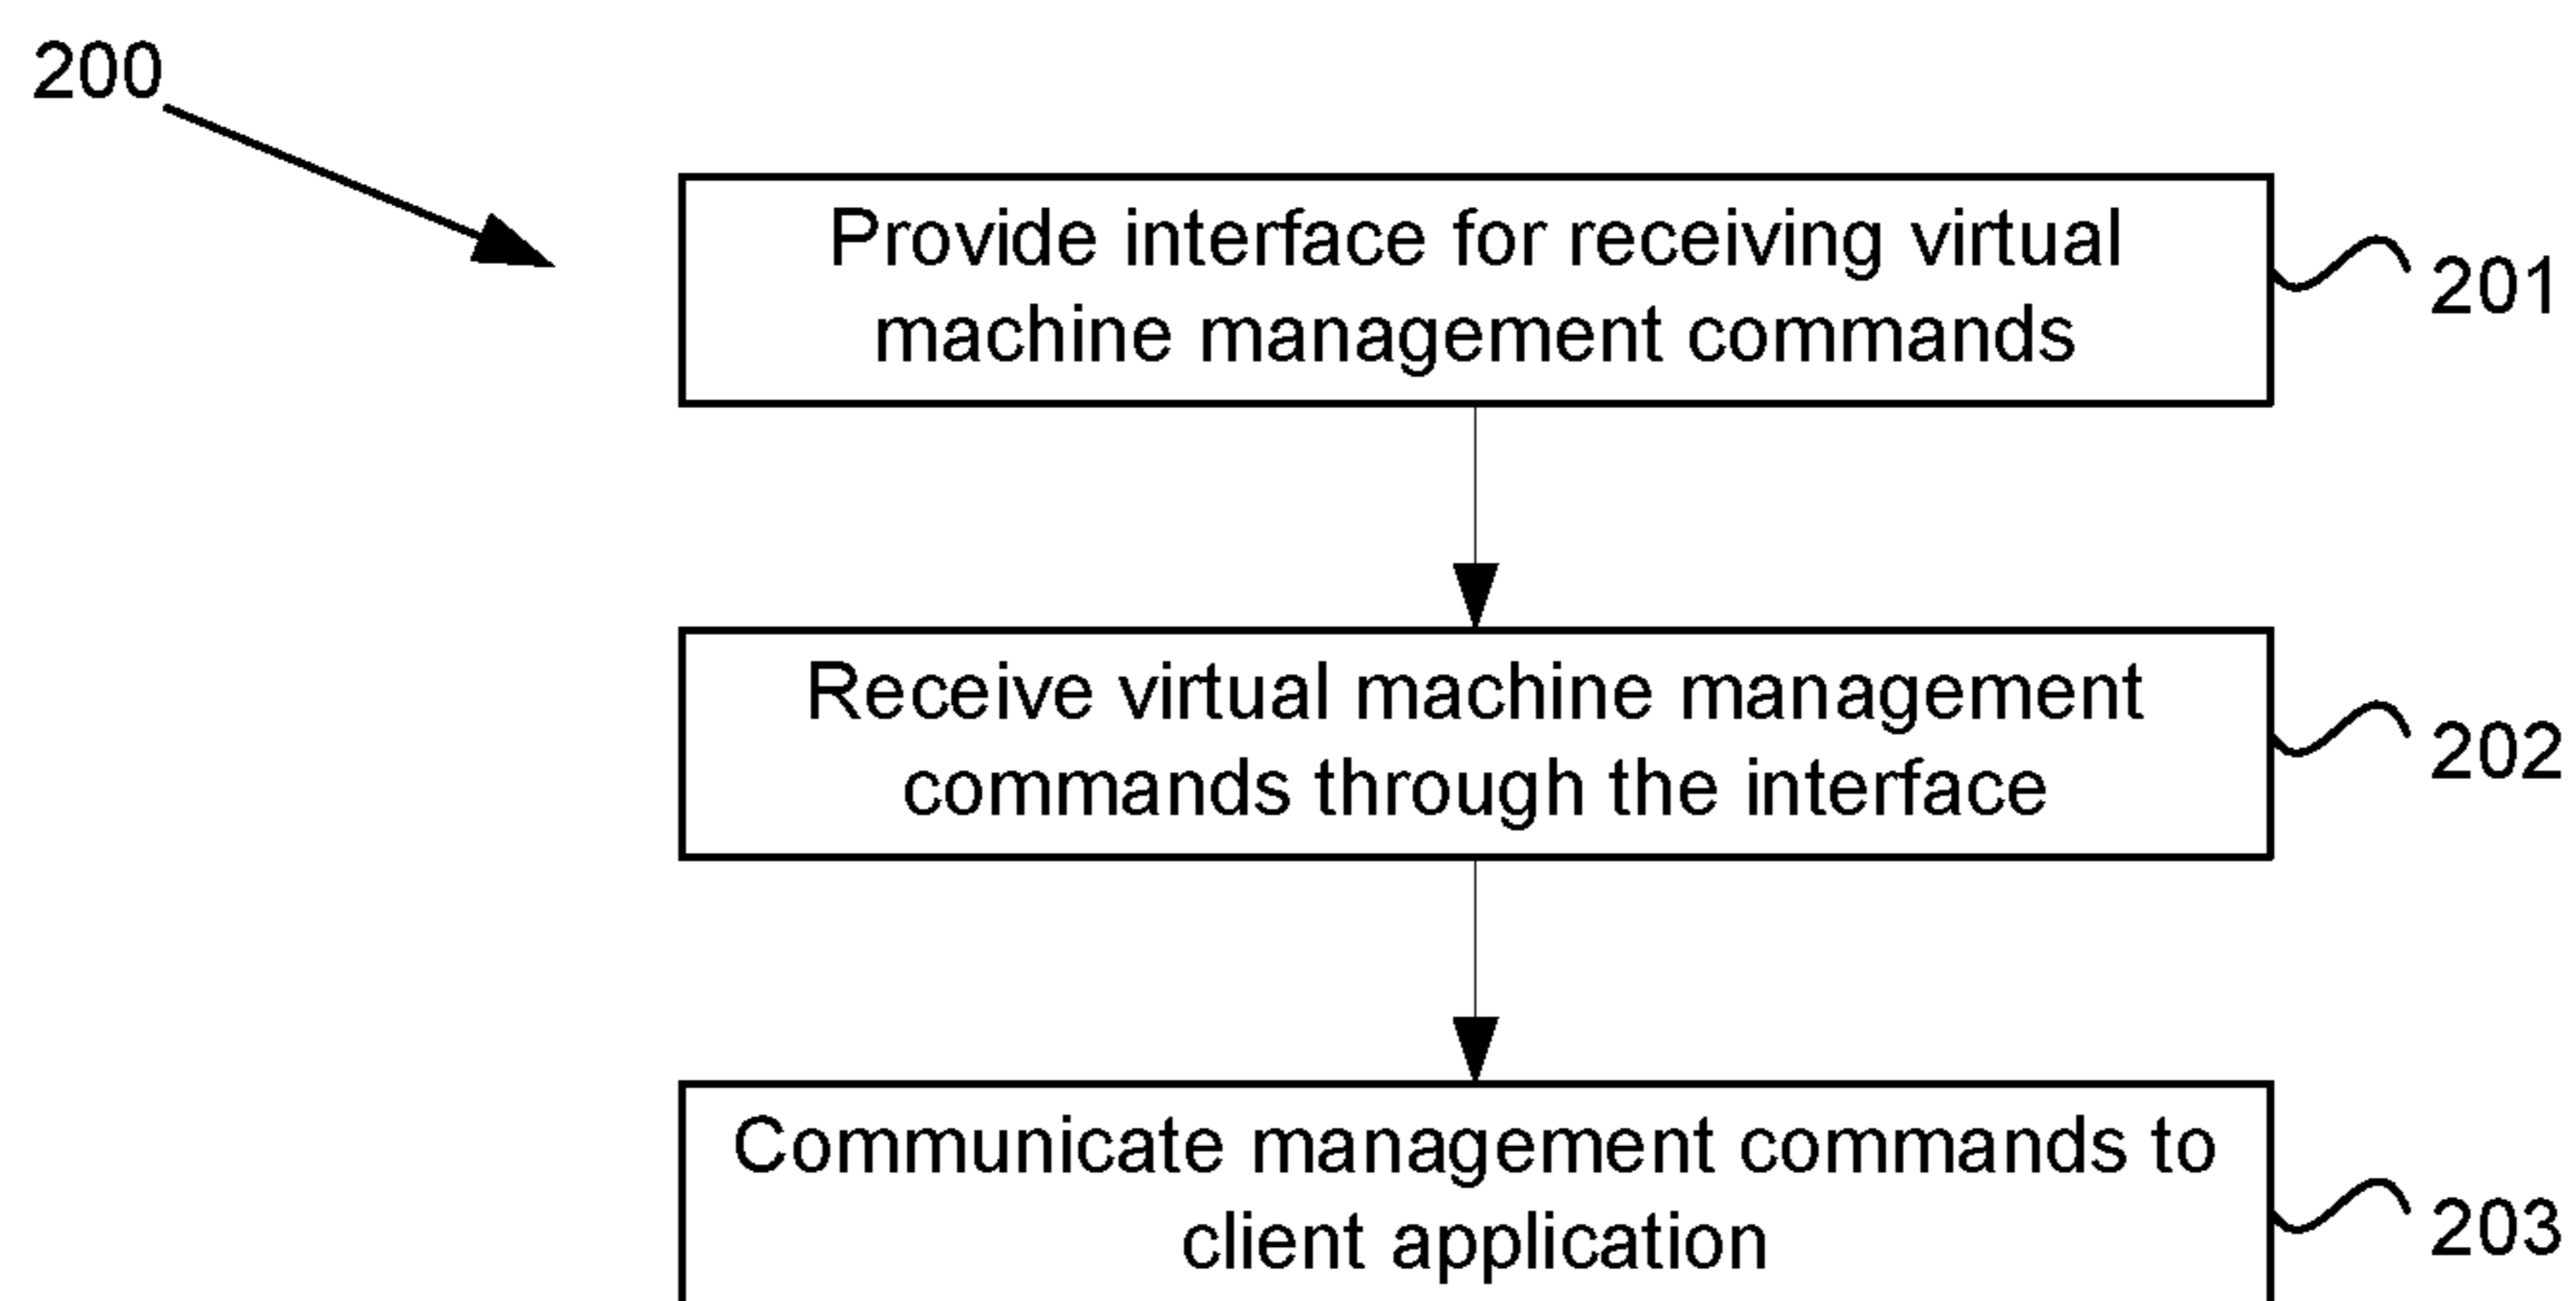 200
Provide interface for receiving virtual
machine management commands
201
Receive virtual machine management
commands through the interface
202
Communicate management commands to
client application
203